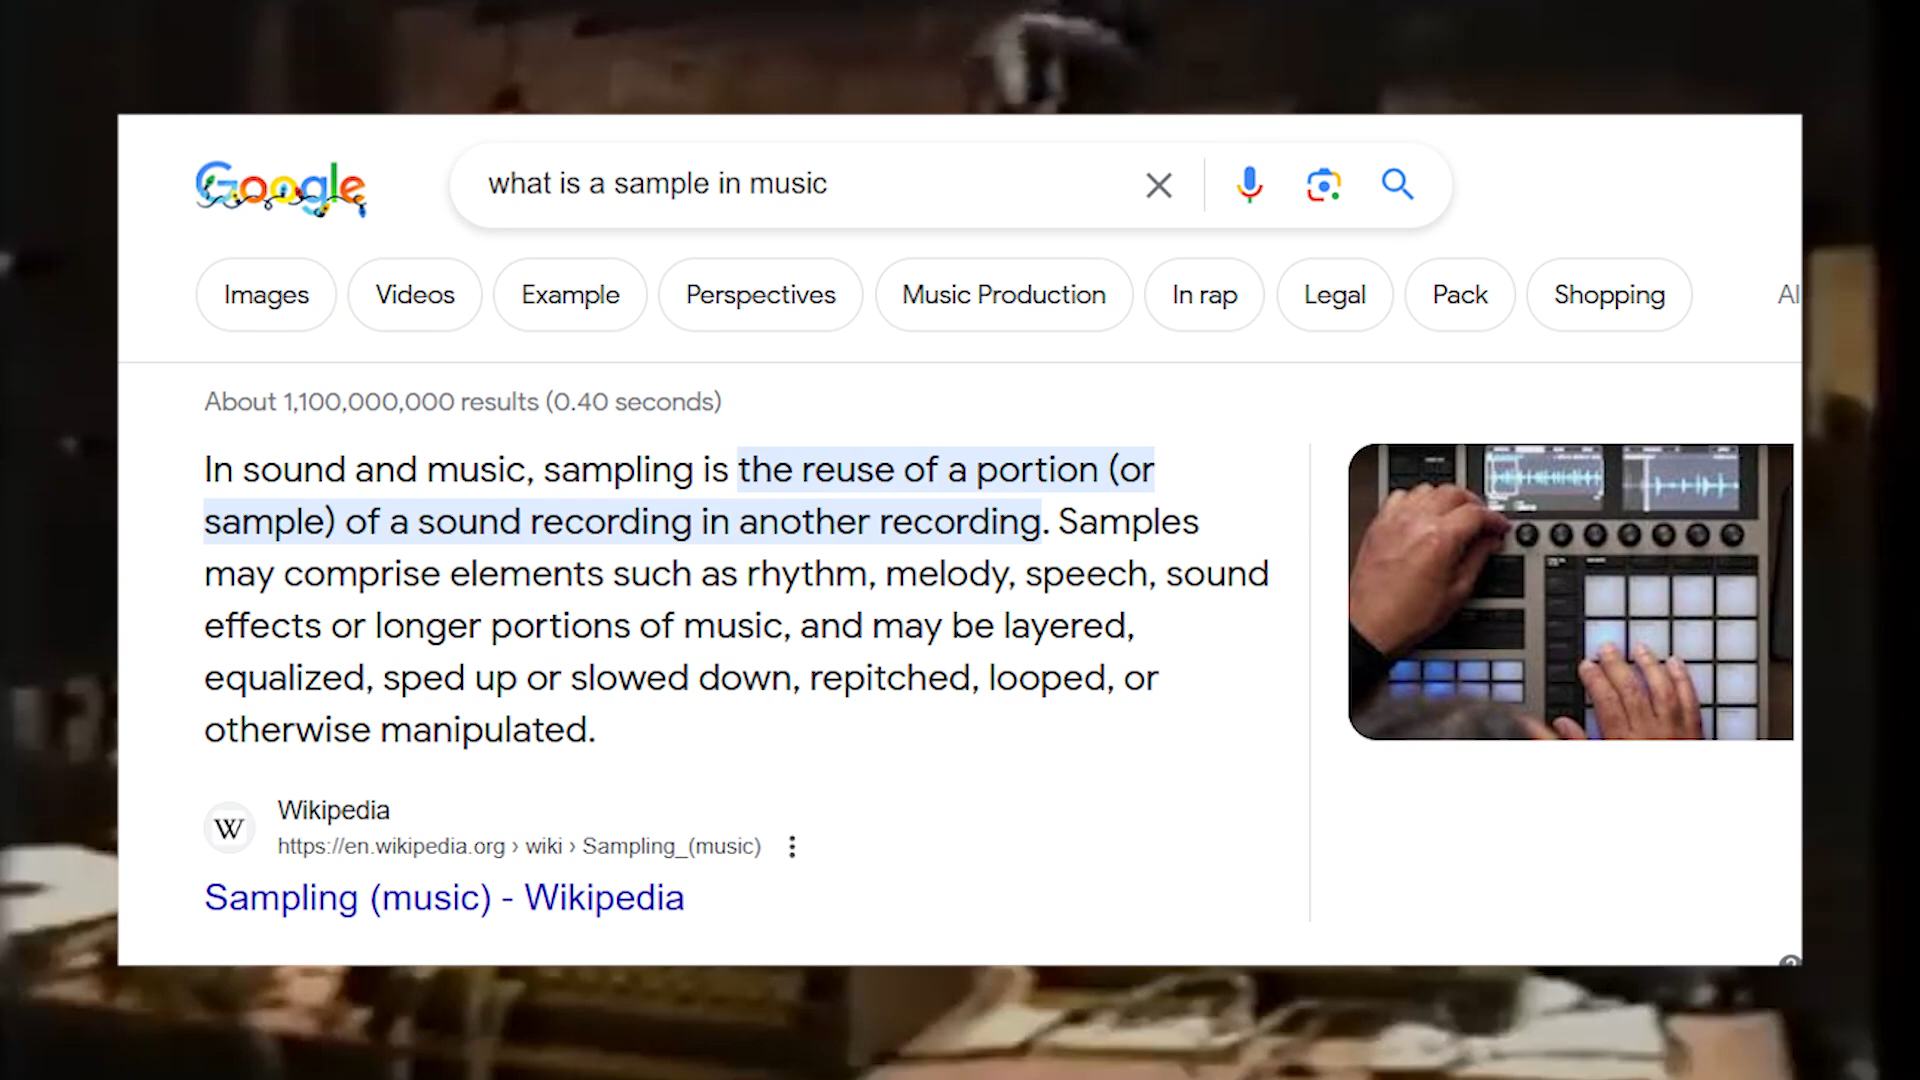 Google
what is a sample in music
Images Videos Example Perspectives Music Production In rap Legal Pack Shopping Al
About 1,100,000,000 results (0.40 seconds)
In sound and music, sampling is the reuse of a portion (or
sample) of a sound recording in another recording. Samples
may comprise elements such as rhythm, melody, speech, sound
effects or longer portions of music, and may be layered,
equalized, sped up or slowed down, repitched, looped, or
otherwise manipulated.
W
Wikipedia
https://en.wikipedia.org › wiki › Sampling_(music)
Sampling (music) - Wikipedia